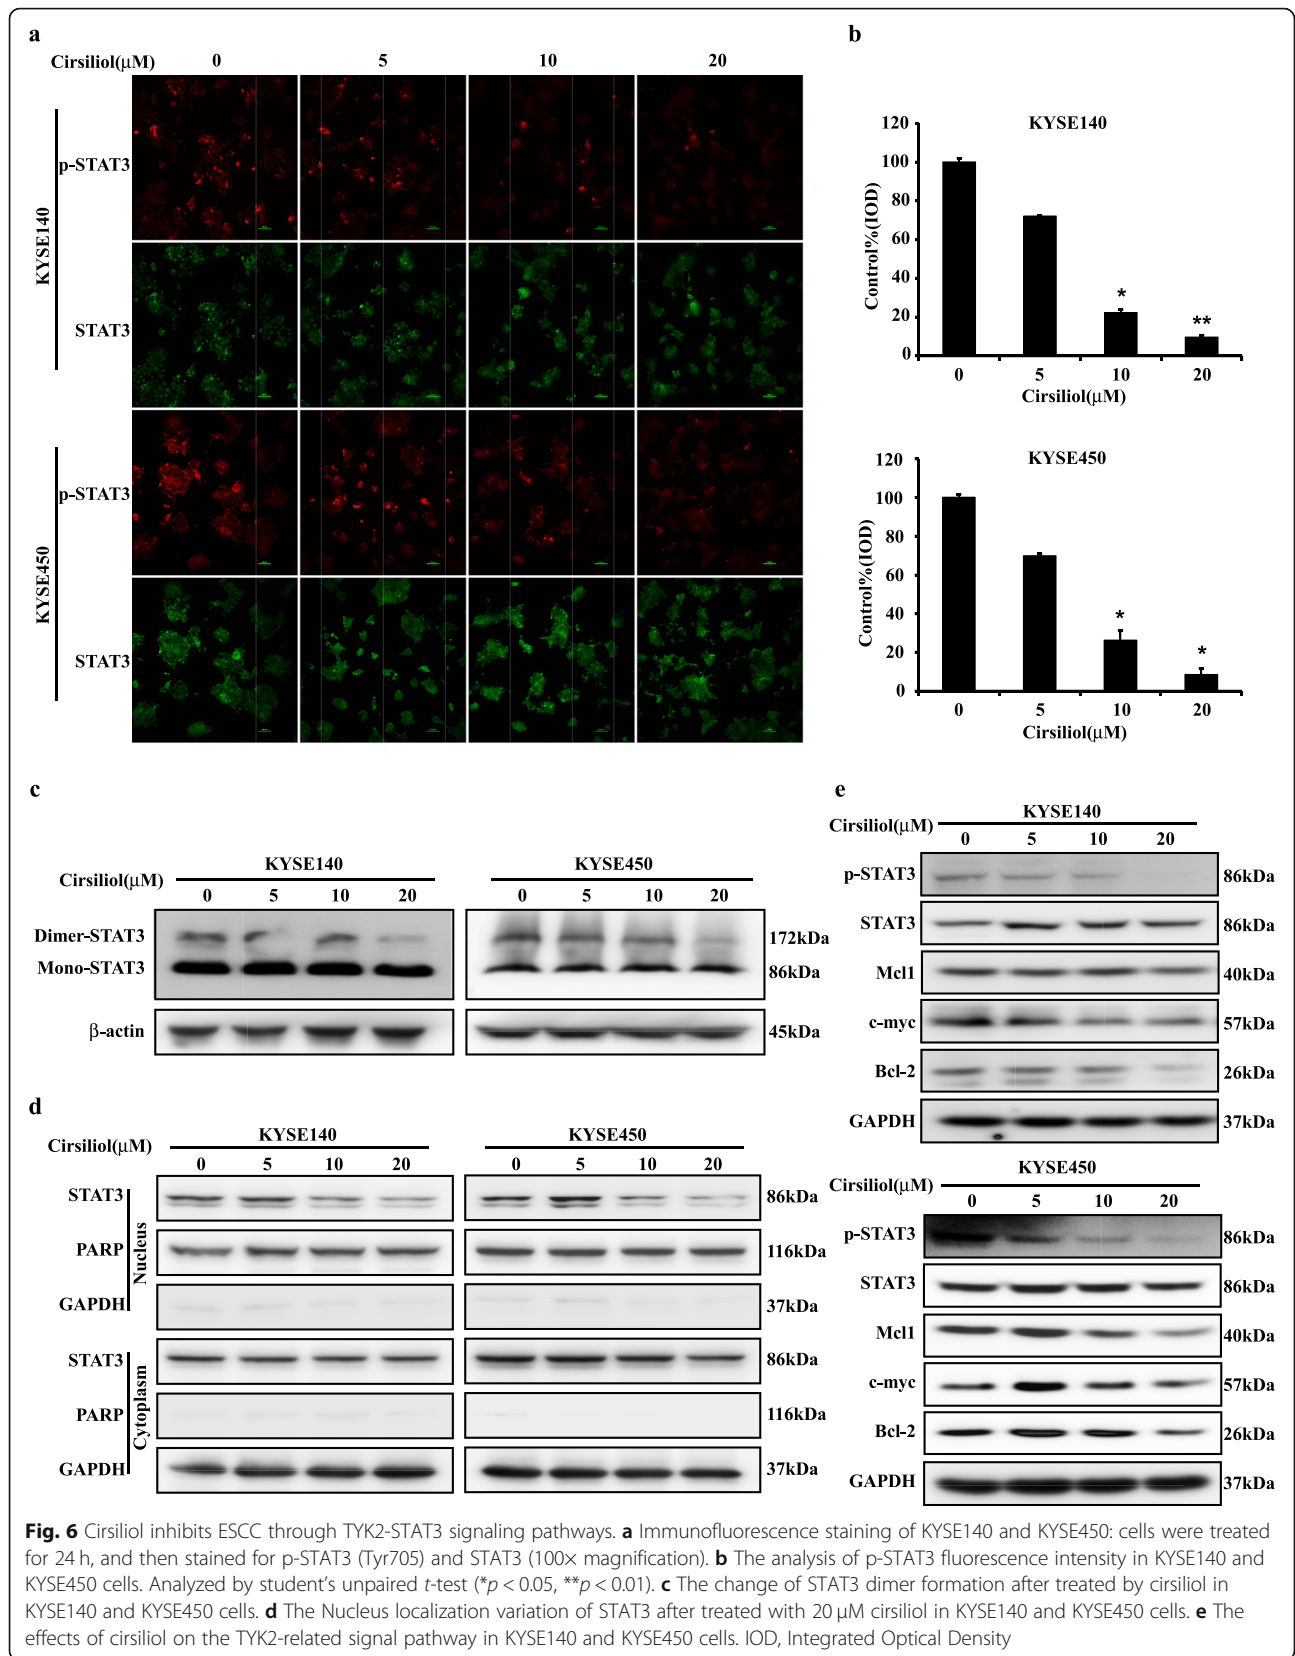 a
Cirsiliol(μM) 0 5 10 20
KYSE140
p-STAT3
STAT3
KYSE450
p-STAT3
STAT3
b
KYSE140
Control%(IOD)
120
100
80
60
40
20
0
*
**
0 5 10 20
Cirsiliol(μM)
KYSE450
Control%(IOD)
120
100
80
60
40
20
0
*
*
0 5 10 20
Cirsiliol(μM)
c
KYSE140 KYSE450
Cirsiliol(μM) 0 5 10 20 0 5 10 20
Dimer-STAT3 172kDa
Mono-STAT3 86kDa
β-actin 45kDa
d
KYSE140 KYSE450
Cirsiliol(μM) 0 5 10 20 0 5 10 20
Nucleus
STAT3 86kDa
PARP 116kDa
GAPDH 37kDa
Cytoplasm
STAT3 86kDa
PARP 116kDa
GAPDH 37kDa
e
KYSE140
Cirsiliol(μM) 0 5 10 20
p-STAT3 86kDa
STAT3 86kDa
Mcl1 40kDa
c-myc 57kDa
Bcl-2 26kDa
GAPDH 37kDa
KYSE450
Cirsiliol(μM) 0 5 10 20
p-STAT3 86kDa
STAT3 86kDa
Mcl1 40kDa
c-myc 57kDa
Bcl-2 26kDa
GAPDH 37kDa
Fig. 6 Cirsiliol inhibits ESCC through TYK2-STAT3 signaling pathways. a Immunofluorescence staining of KYSE140 and KYSE450: cells were treated
for 24 h, and then stained for p-STAT3 (Tyr705) and STAT3 (100× magnification). b The analysis of p-STAT3 fluorescence intensity in KYSE140 and
KYSE450 cells. Analyzed by student's unpaired t-test (*p < 0.05, **p < 0.01). c The change of STAT3 dimer formation after treated by cirsiliol in
KYSE140 and KYSE450 cells. d The Nucleus localization variation of STAT3 after treated with 20 μM cirsiliol in KYSE140 and KYSE450 cells. e The
effects of cirsiliol on the TYK2-related signal pathway in KYSE140 and KYSE450 cells. IOD, Integrated Optical Density